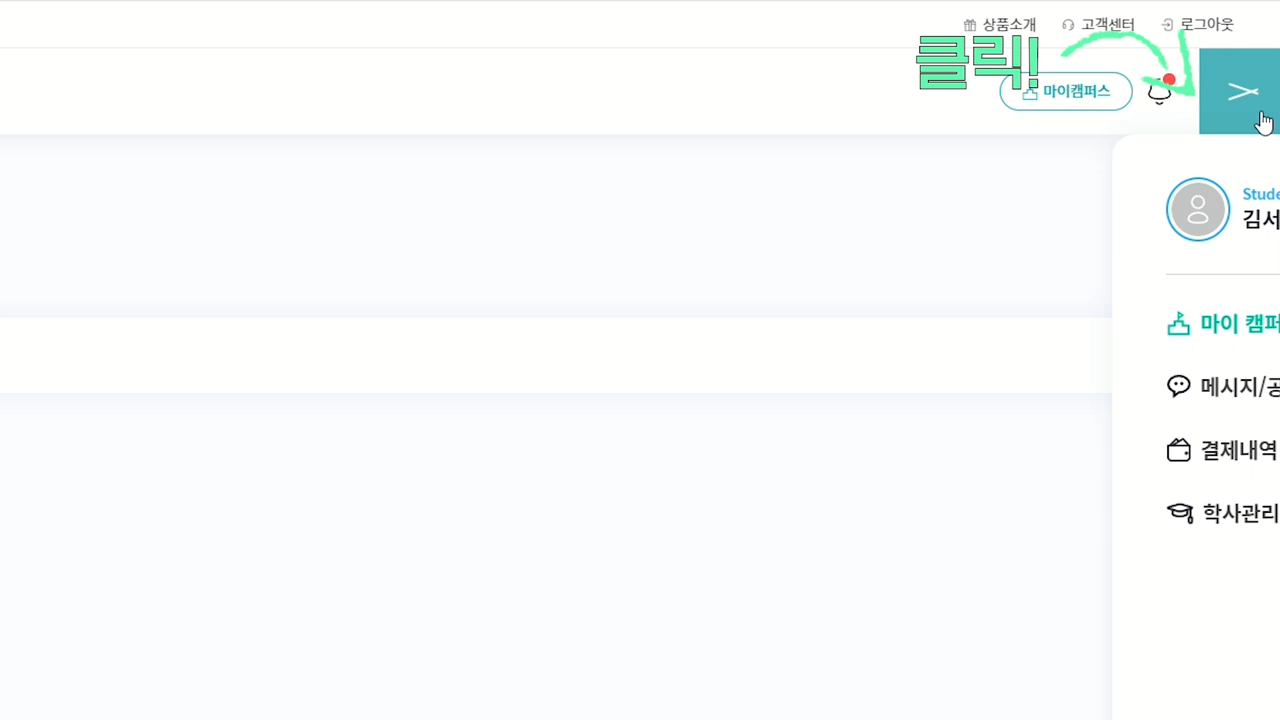 상품소개 고객센터 로그아웃
클릭!
마이캠퍼스
Stude
김서
마이 캠퍼
메시지/공
결제내역
학사관리